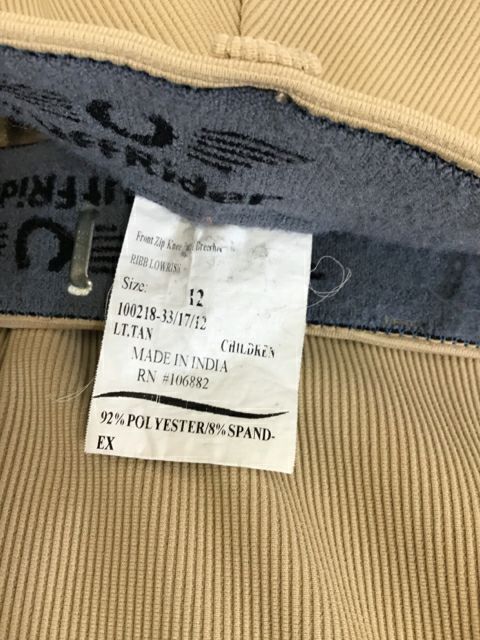 Front Zip Knee Breeches
RIBB LOWRISE
Size: 12
100218-33/17/12
LT.TAN CHILDREN
MADE IN INDIA
RN #106882
92%POLYESTER/8%SPAND-
EX